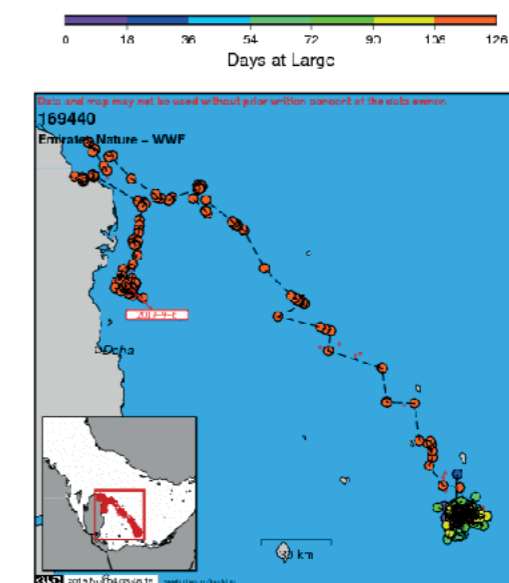 0 18 36 54 72 90 108 126
Days at Large
Data and map may not be used without prior written consent of the data owner.
169440
Emirates Nature – WWF
Doha
km